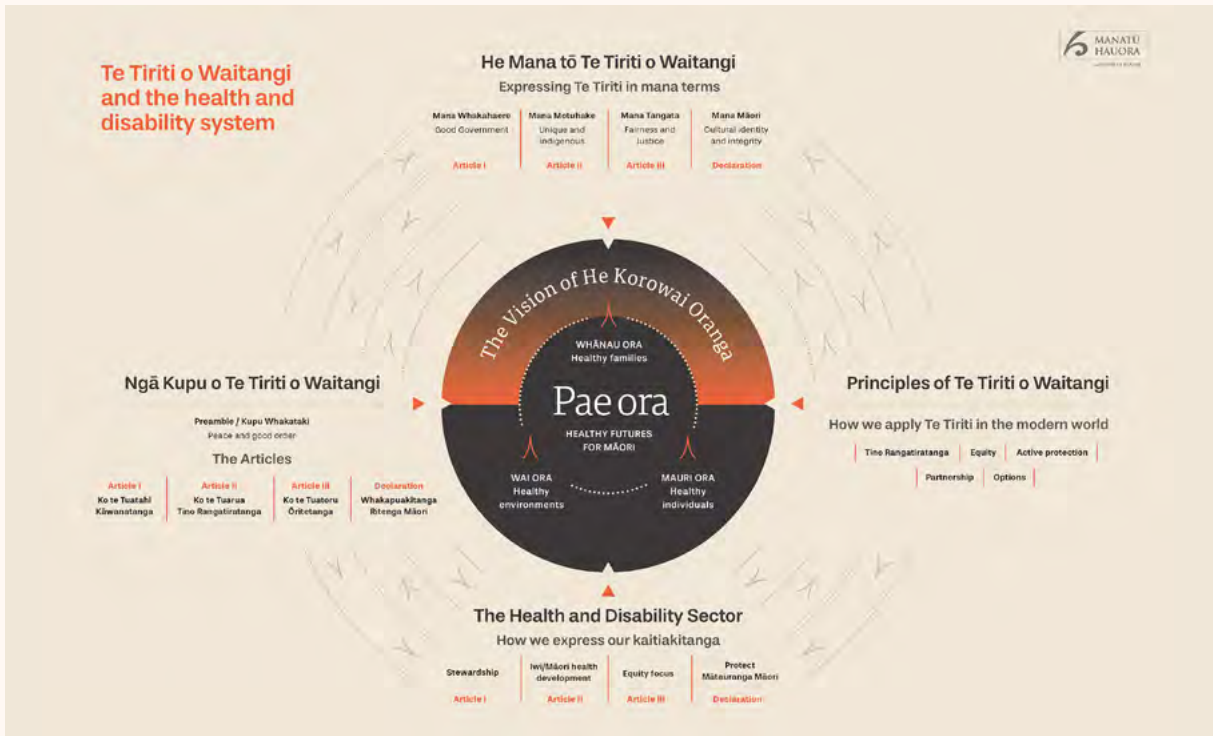 Te Tiriti o Waitangi
and the health and
disability system
MANATŪ
HAUORA
He Mana tō Te Tiriti o Waitangi
Expressing Te Tiriti in mana terms
Mana Whakahaere
Good Government
Article I
Mana Motuhake
Unique and
indigenous
Article II
Mana Tangata
Fairness and
Justice
Article III
Mana Māori
Cultural identity
and integrity
Declaration
The Vision of He Korowai Oranga
WHĀNAU ORA
Healthy families
Pae ora
HEALTHY FUTURES
FOR MĀORI
WAI ORA
Healthy
environments
MAURI ORA
Healthy
individuals
Ngā Kupu o Te Tiriti o Waitangi
Preamble / Kupu Whakataki
Peace and good order
The Articles
Article I
Ko te Tuatahi
Kāwanatanga
Article II
Ko te Tuarua
Tino Rangatiratanga
Article III
Ko te Tuatoru
Ōritetanga
Declaration
Whakapuakitanga
Māori
Principles of Te Tiriti o Waitangi
How we apply Te Tiriti in the modern world
Tino Rangatiratanga
Equity
Active protection
Partnership
Options
The Health and Disability Sector
How we express our kaitiakitanga
Stewardship
Article I
Iwi/Māori health
development
Article II
Equity focus
Article III
Protect
Mātauranga Māori
Declaration